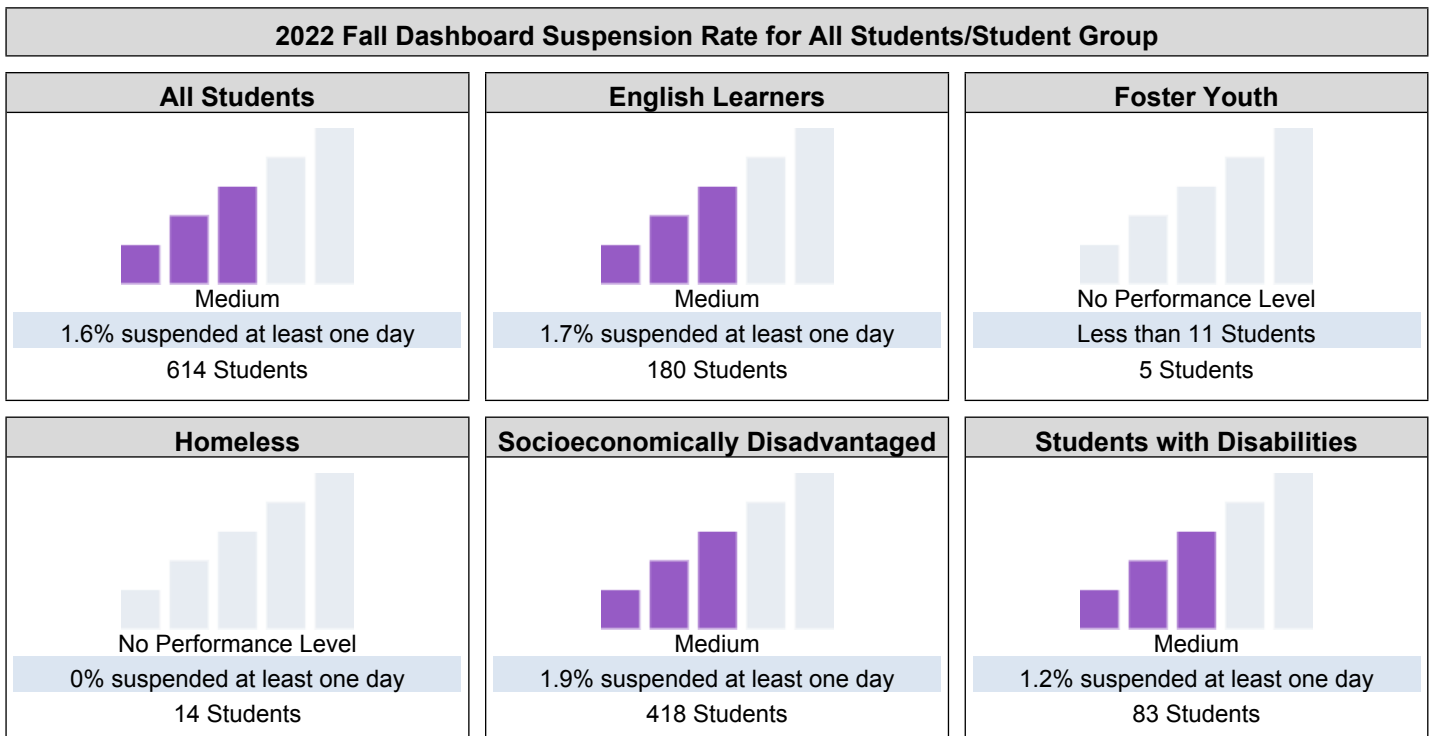 2022 Fall Dashboard Suspension Rate for All Students/Student Group
All Students
Medium
1.6% suspended at least one day
614 Students
English Learners
Medium
1.7% suspended at least one day
180 Students
Foster Youth
No Performance Level
Less than 11 Students
5 Students
Homeless
No Performance Level
0% suspended at least one day
14 Students
Socioeconomically Disadvantaged
Medium
1.9% suspended at least one day
418 Students
Students with Disabilities
Medium
1.2% suspended at least one day
83 Students